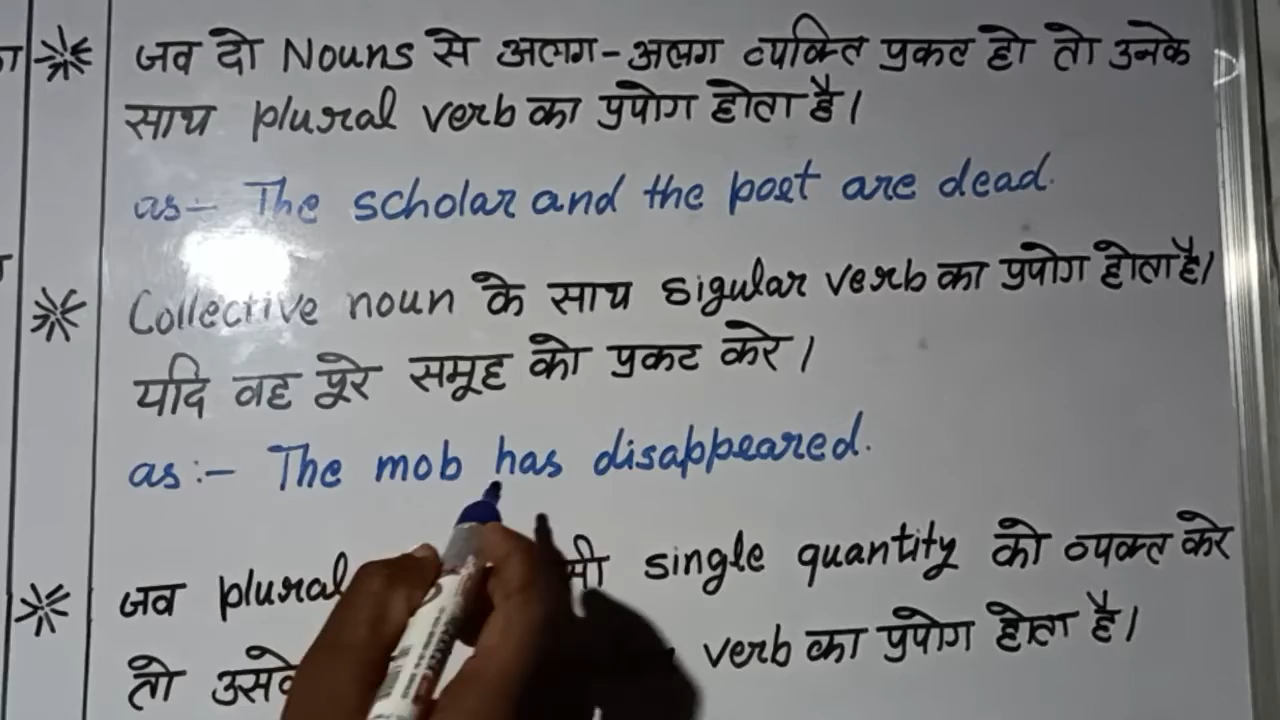 जब दो Nouns से अलग-अलग व्यक्ति प्रकट हो तो उनके
साथ plural verb का प्रयोग होता है।
as:- The scholar and the poet are dead.
Collective noun के साथ sigular verb का प्रयोग होता है।
यदि वह पूरे समूह को प्रकट करे।
as:- The mob has disappeared.
जब plural single quantity को व्यक्त करे
तो verb का प्रयोग होता है।